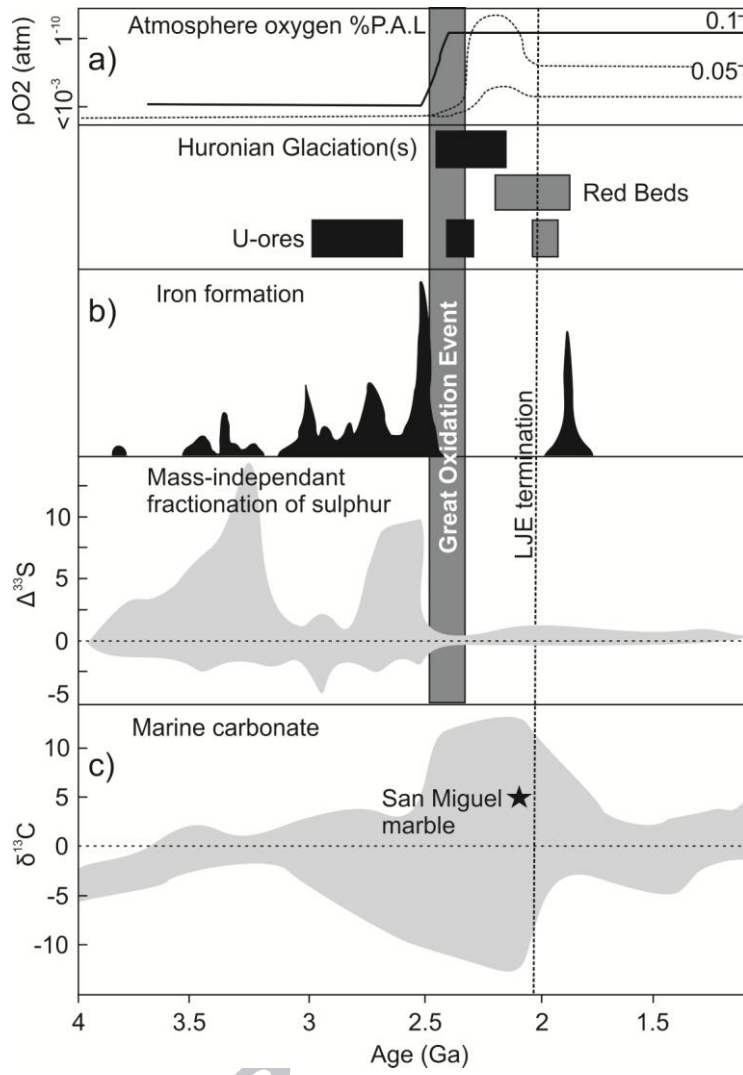 Atmosphere oxygen %P.A.L
0.1
0.05
a)
pO2 (atm)
1⁻¹⁰
<10⁻³
Huronian Glaciation(s)
Red Beds
U-ores
b)
Iron formation
Great Oxidation Event
LJE termination
Mass-independant
fractionation of sulphur
Δ³³S
10
5
0
-5
Marine carbonate
c)
San Miguel
marble
δ¹³C
10
5
0
-5
-10
4 3.5 3 2.5 2 1.5
Age (Ga)